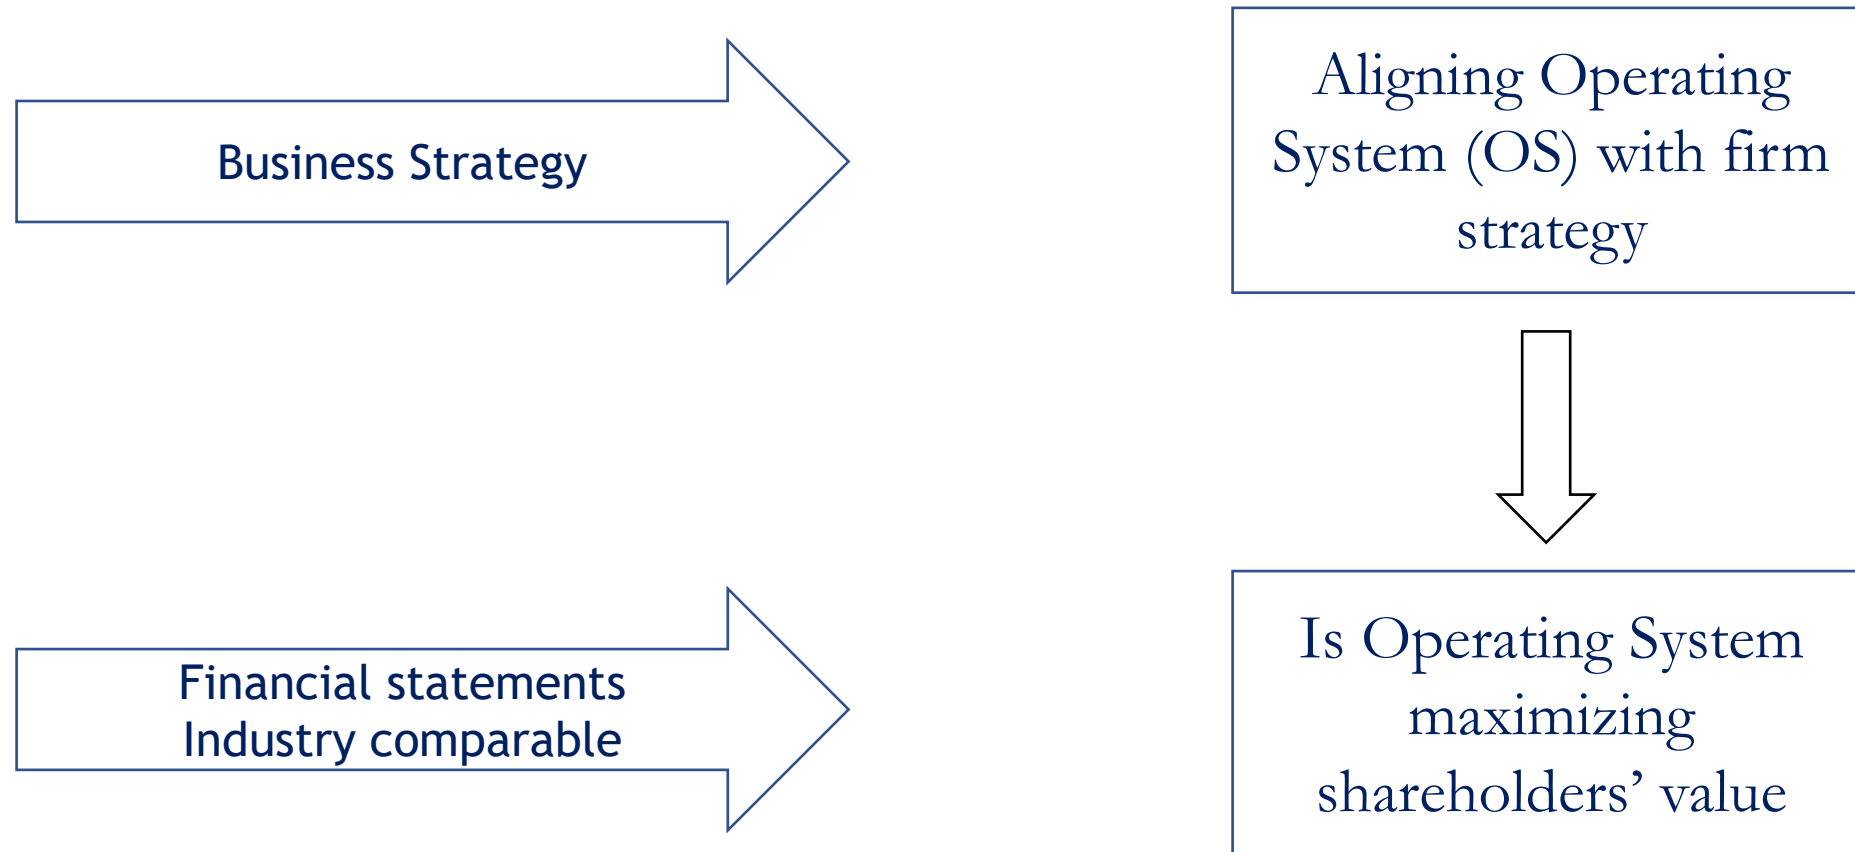 Business Strategy
Aligning Operating
System (OS) with firm
strategy
Financial statements
Industry comparable
Is Operating System
maximizing
shareholders’ value